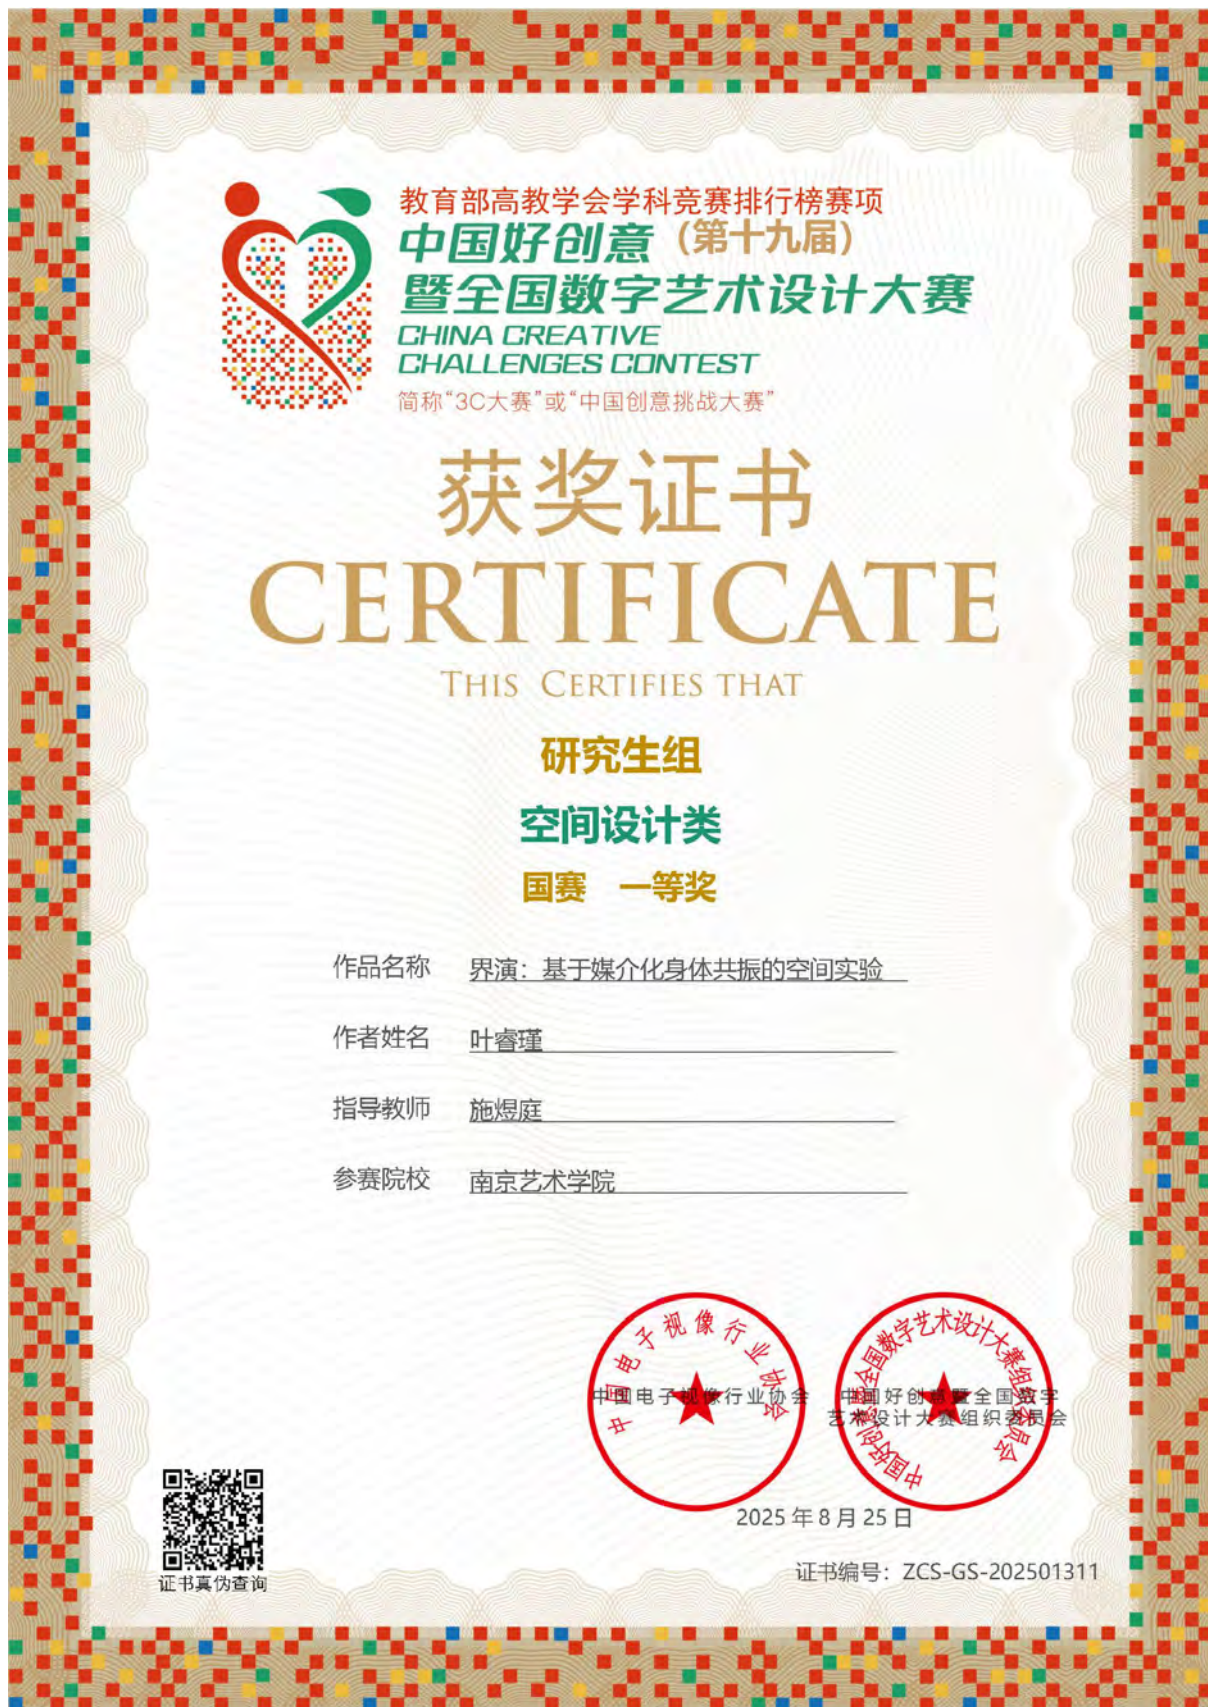 教育部高教学会学科竞赛排行榜赛项
中国好创意（第十九届）
暨全国数字艺术设计大赛
CHINA CREATIVE
CHALLENGES CONTEST
简称“3C大赛”或“中国创意挑战大赛”
获奖证书
CERTIFICATE
THIS CERTIFIES THAT
研究生组
空间设计类
国赛 一等奖
作品名称 界演：基于媒介化身体共振的空间实验
作者姓名 叶睿瑾
指导教师 施煜庭
参赛院校 南京艺术学院
中国电子视像行业协会
中国电子视像行业协会
中国好创意暨全国数字艺术设计大赛组织委员会
中国好创意暨全国数字
艺术设计大赛组织委员会
2025年8月25日
证书编号：ZCS-GS-202501311
证书真伪查询